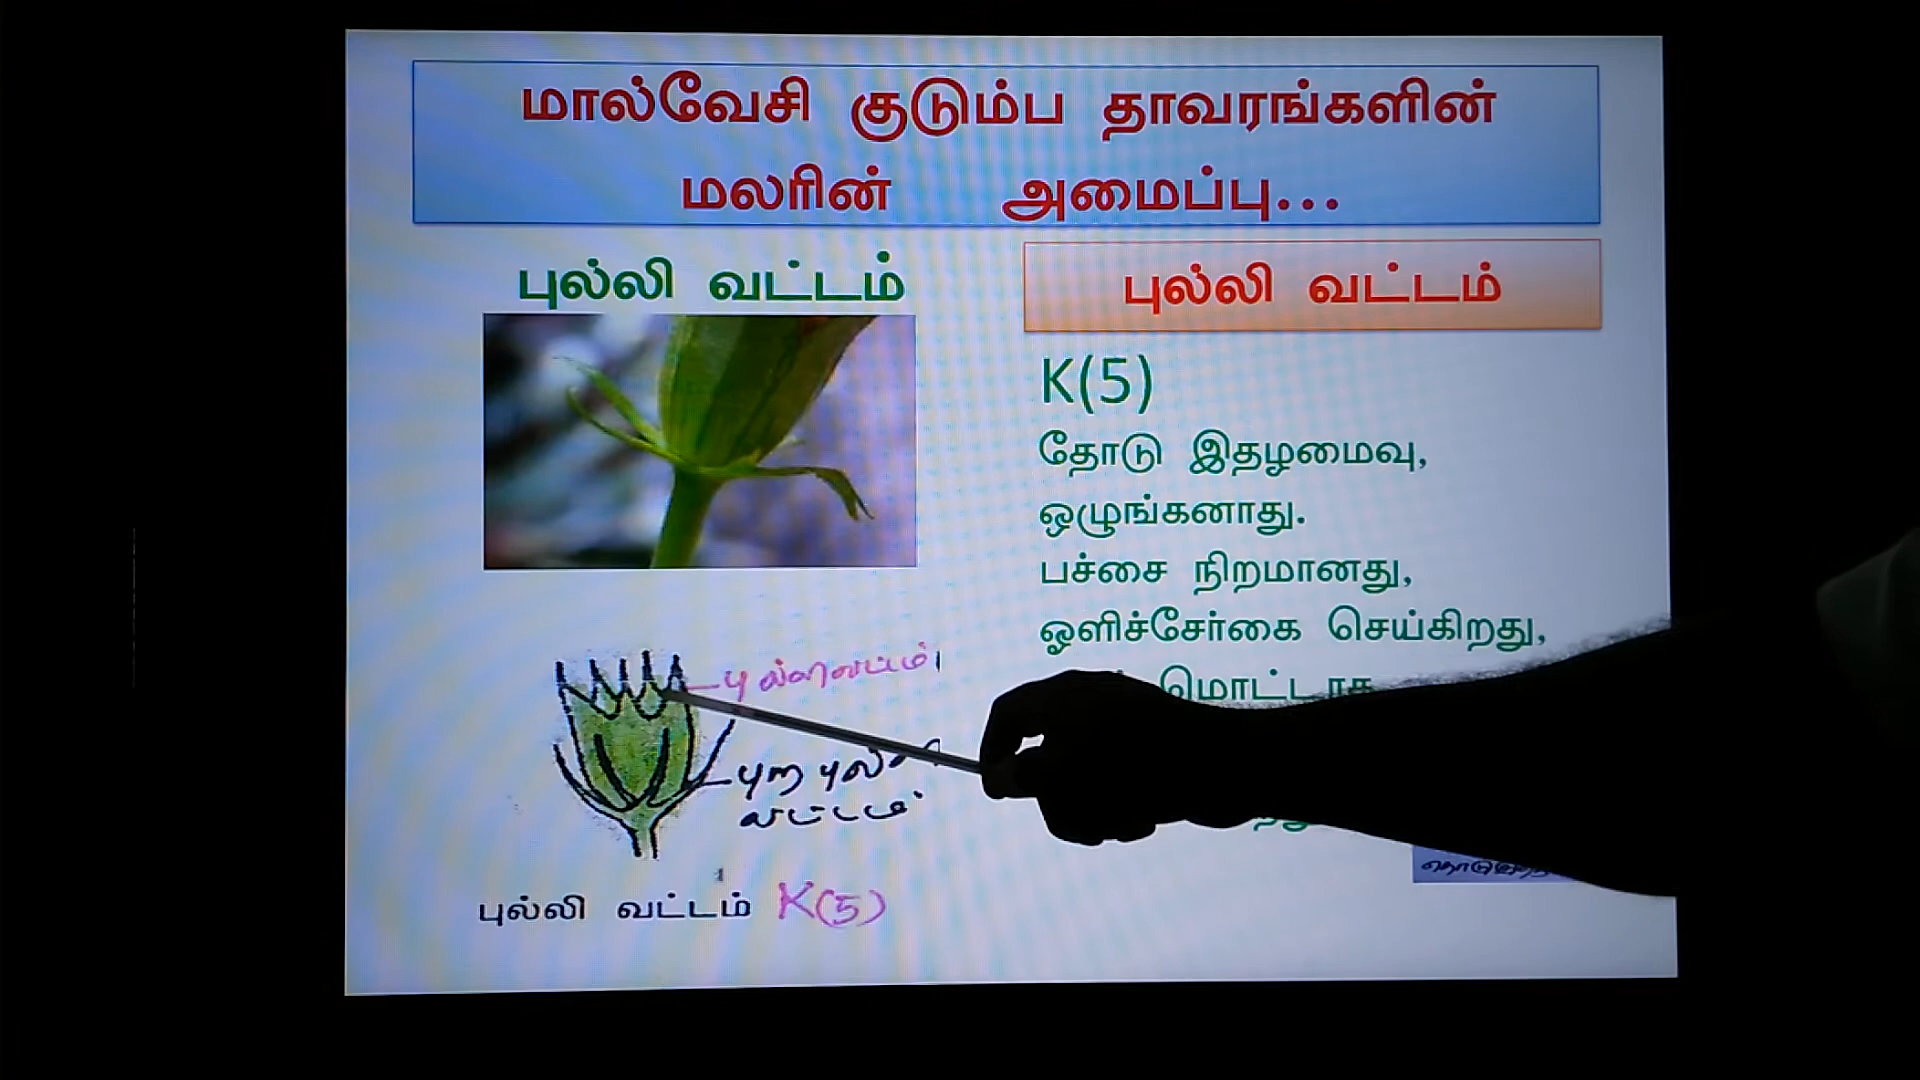 மால்வேசி குடும்ப தாவரங்களின்
மலரின் அமைப்பு...
புல்லி வட்டம்
புல்லி வட்டம்
K(5)
தோடு இதழமைவு,
ஒழுங்கனாது.
பச்சை நிறமானது,
ஓளிச்சேர்கை செய்கிறது,
புல்லிவட்டம்
புற
வட்டம்
புல்லி வட்டம் K(5)